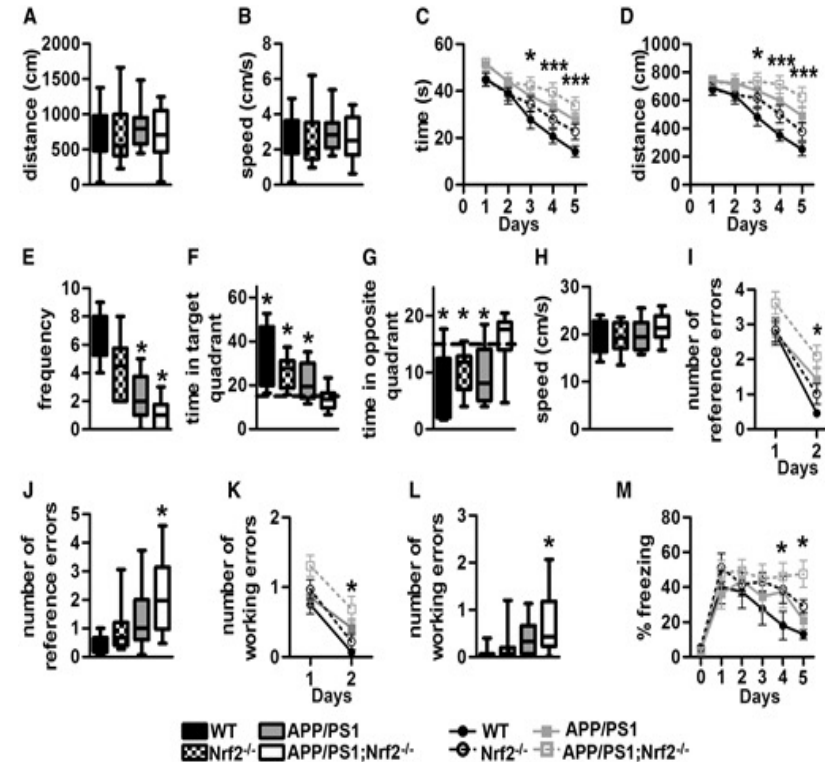 A
distance (cm)
2000
1500
1000
500
0
B
speed (cm/s)
8
6
4
2
0
C
time (s)
60
40
20
0
* *** ***
0 1 2 3 4 5
Days
D
distance (cm)
1000
800
600
400
200
0
* *** ***
0 1 2 3 4 5
Days
E
frequency
10
8
6
4
2
0
* *
F
time in target
quadrant
60
40
20
0
* * *
G
time in opposite
quadrant
20
15
10
5
0
* * *
H
speed (cm/s)
30
20
10
0
I
number of
reference errors
4
3
2
1
0
*
1 2
Days
J
number of
reference errors
5
4
3
2
1
0
*
K
number of
working errors
2
1
0
*
1 2
Days
L
number of
working errors
3
2
1
0
*
M
% freezing
80
60
40
20
0
* *
0 1 2 3 4 5
Days
WT APP/PS1
Nrf2-/- APP/PS1;Nrf2-/-
WT APP/PS1
Nrf2-/- APP/PS1;Nrf2-/-